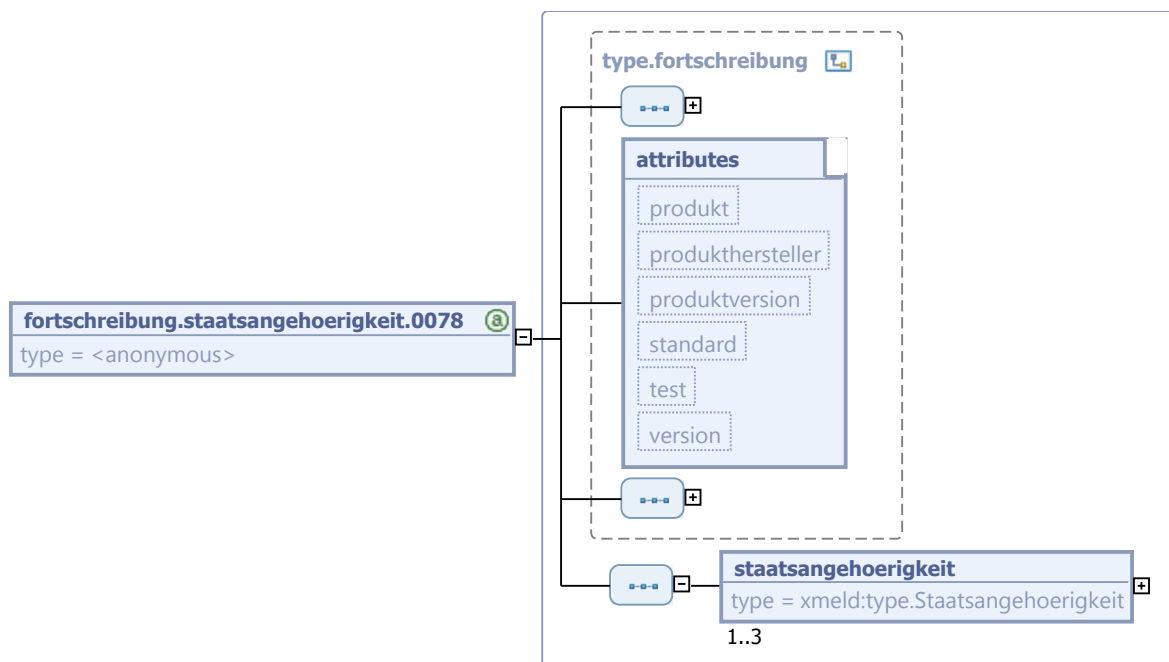 type.fortschreibung
attributes
produkt
produkthersteller
produktversion
standard
test
version
fortschreibung.staatsangehoerigkeit.0078 a
type = <anonymous>
staatsangehoerigkeit
type = xmeld:type.Staatsangehoerigkeit
1..3